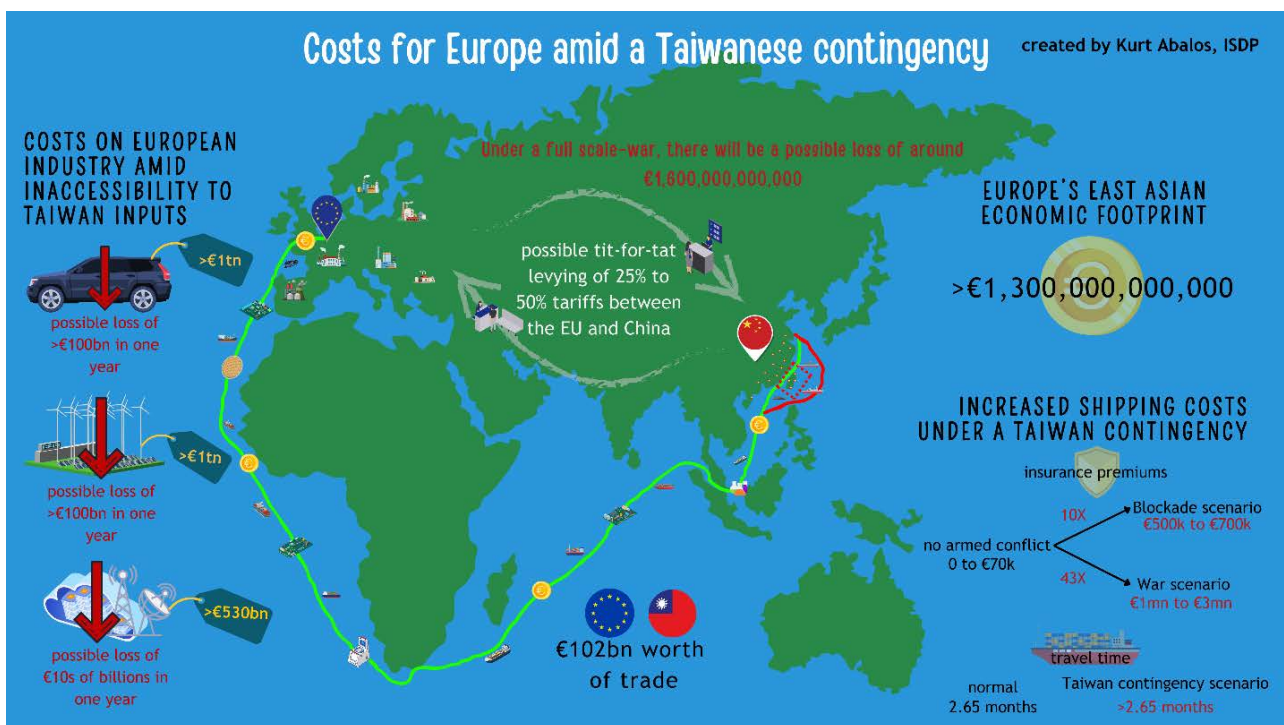 Costs for Europe amid a Taiwanese contingency
created by Kurt Abalos, ISDP
COSTS ON EUROPEAN
INDUSTRY AMID
INACCESSIBILITY TO
TAIWAN INPUTS
>€1tn
possible loss of
>€100bn in one
year
>€1tn
possible loss of
>€100bn in one
year
>€530bn
possible loss of
€10s of billions in
one year
Under a full scale-war, there will be a possible loss of around
€1,600,000,000,000
possible tit-for-tat
levying of 25% to
50% tariffs between
the EU and China
€102bn worth
of trade
EUROPE'S EAST ASIAN
ECONOMIC FOOTPRINT
>€1,300,000,000,000
INCREASED SHIPPING COSTS
UNDER A TAIWAN CONTINGENCY
insurance premiums
no armed conflict
0 to €70k
10X
Blockade scenario
€500k to €700k
43X
War scenario
€1mn to €3mn
travel time
normal
2.65 months
Taiwan contingency scenario
>2.65 months